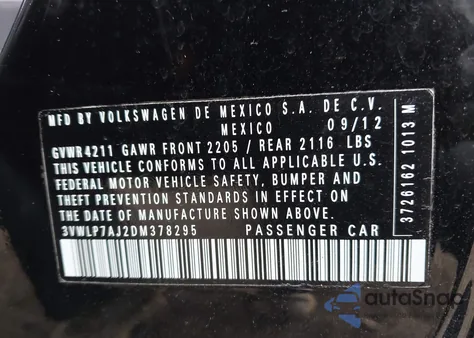 MFD BY VOLKSWAGEN DE MEXICO S.A. DE C.V.
MEXICO 09/12
GVWR 4211 GAWR FRONT 2205 / REAR 2116 LBS
THIS VEHICLE CONFORMS TO ALL APPLICABLE U.S.
FEDERAL MOTOR VEHICLE SAFETY, BUMPER AND
THEFT PREVENTION STANDARDS IN EFFECT ON
THE DATE OF MANUFACTURE SHOWN ABOVE.
3VWLP7AJ2DM378295 PASSENGER CAR
3726162 1013 M
autoSnap